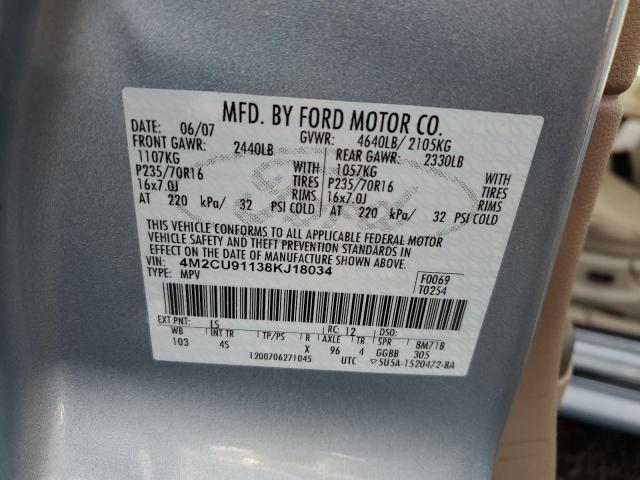 MFD. BY FORD MOTOR CO.
DATE: 06/07 GVWR: 4640LB/ 2105KG
FRONT GAWR: 2440LB REAR GAWR: 2330LB
1107KG WITH 1057KG WITH
P235/70R16 TIRES P235/70R16 TIRES
16x7.0J RIMS 16x7.0J RIMS
AT 220 kPa/ 32 PSI COLD AT 220 kPa/ 32 PSI COLD
THIS VEHICLE CONFORMS TO ALL APPLICABLE FEDERAL MOTOR
VEHICLE SAFETY AND THEFT PREVENTION STANDARDS IN EFFECT
ON THE DATE OF MANUFACTURE SHOWN ABOVE.
VIN: 4M2CU91138KJ18034
TYPE: MPV
F0069
T0254
EXT PNT: IS RC: 12 DSO:
WB INT TR TP/PS R AXLE TR SPR 8M71B
103 4S X 96 4 GGBB 305
1200706271045 UTC 5U5A-1520472-BA
Ford